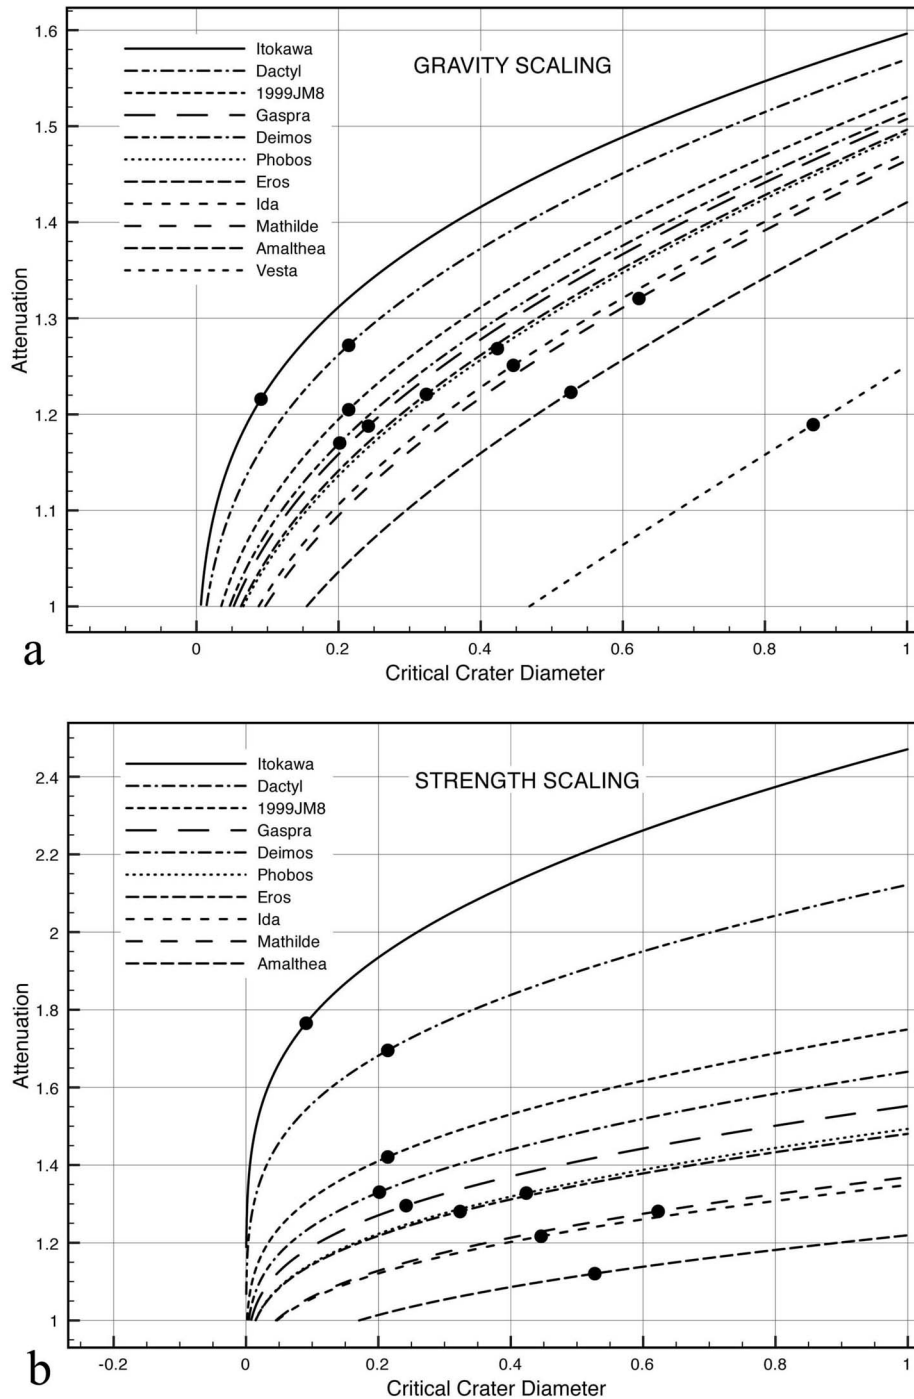 1.6
Itokawa
GRAVITY SCALING
Dactyl
1999JM8
Gaspra
1.5
Deimos
Phobos
Eros
Ida
1.4
Mathilde
Amalthea
Vesta
Attenuation
1.3
1.2
1.1
1
a
0 0.2 0.4 0.6 0.8 1
Critical Crater Diameter
Itokawa
STRENGTH SCALING
2.4
Dactyl
1999JM8
Gaspra
2.2
Deimos
Phobos
Eros
2
Ida
Mathilde
Amalthea
Attenuation
1.8
1.6
1.4
1.2
1
b
-0.2 0 0.2 0.4 0.6 0.8 1
Critical Crater Diameter